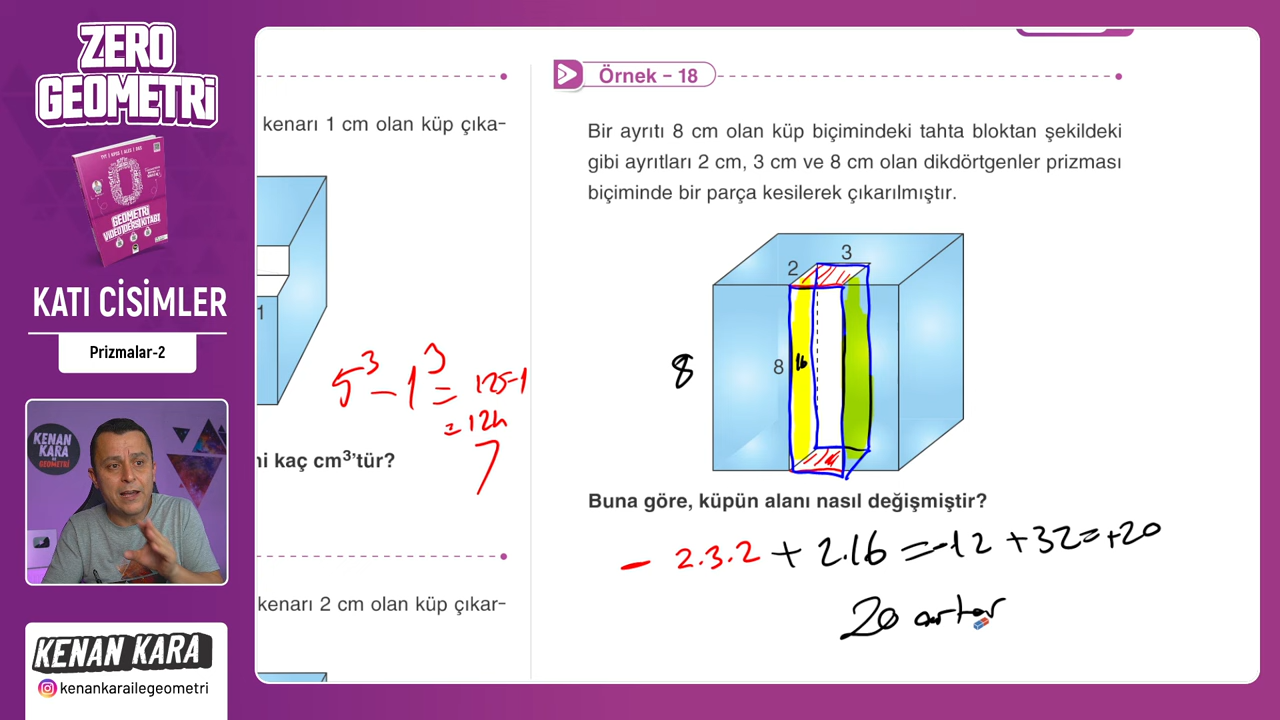 ZERO
GEOMETRİ
GEOMETRİ
VİDEO DERS KİTABI
KATI CİSİMLER
Prizmalar-2
KENAN
KARA
GEOMETRİ
KENAN KARA
kenankarailegeometri
kenarı 1 cm olan küp çıka-
1
5³ - 1³ = 125-1
= 124
ni kaç cm³'tür?
kenarı 2 cm olan küp çıkar-
Örnek – 18
Bir ayrıtı 8 cm olan küp biçimindeki tahta bloktan şekildeki
gibi ayrıtları 2 cm, 3 cm ve 8 cm olan dikdörtgenler prizması
biçiminde bir parça kesilerek çıkarılmıştır.
3
2
8
8
16
Buna göre, küpün alanı nasıl değişmiştir?
- 2.3.2 + 2.16 = -12 + 32 = +20
20 artar